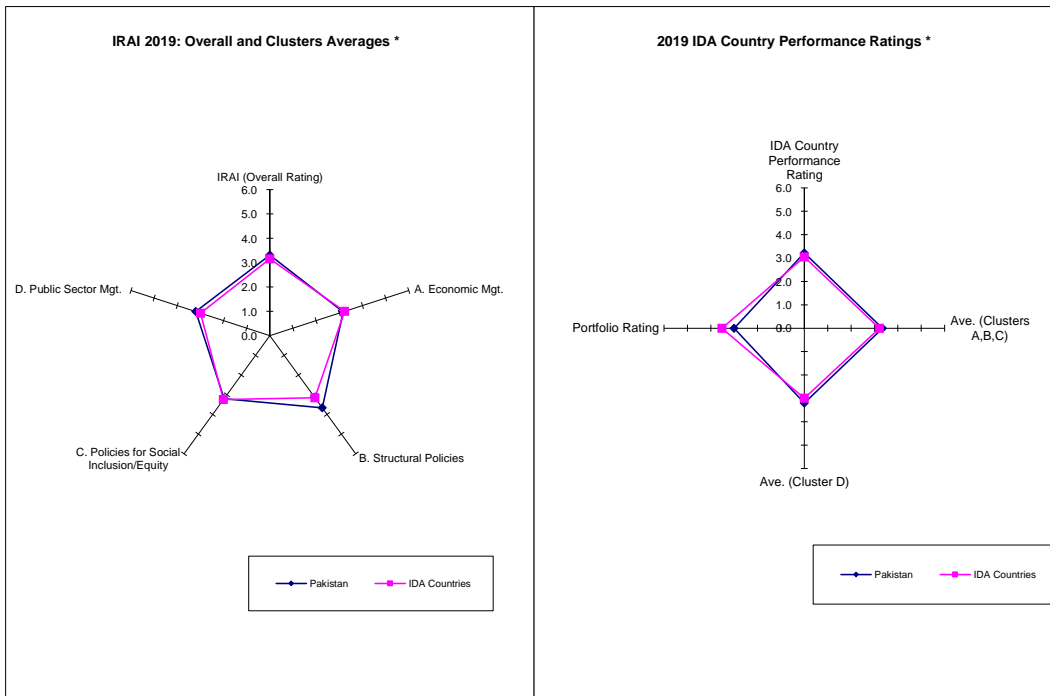 IRAI 2019: Overall and Clusters Averages *
IRAI (Overall Rating)
6.0
5.0
4.0
3.0
2.0
1.0
0.0
A. Economic Mgt.
B. Structural Policies
C. Policies for Social
Inclusion/Equity
D. Public Sector Mgt.
Pakistan
IDA Countries
2019 IDA Country Performance Ratings *
IDA Country
Performance
Rating
6.0
5.0
4.0
3.0
2.0
1.0
0.0
Ave. (Clusters
A,B,C)
Ave. (Cluster D)
Portfolio Rating
Pakistan
IDA Countries